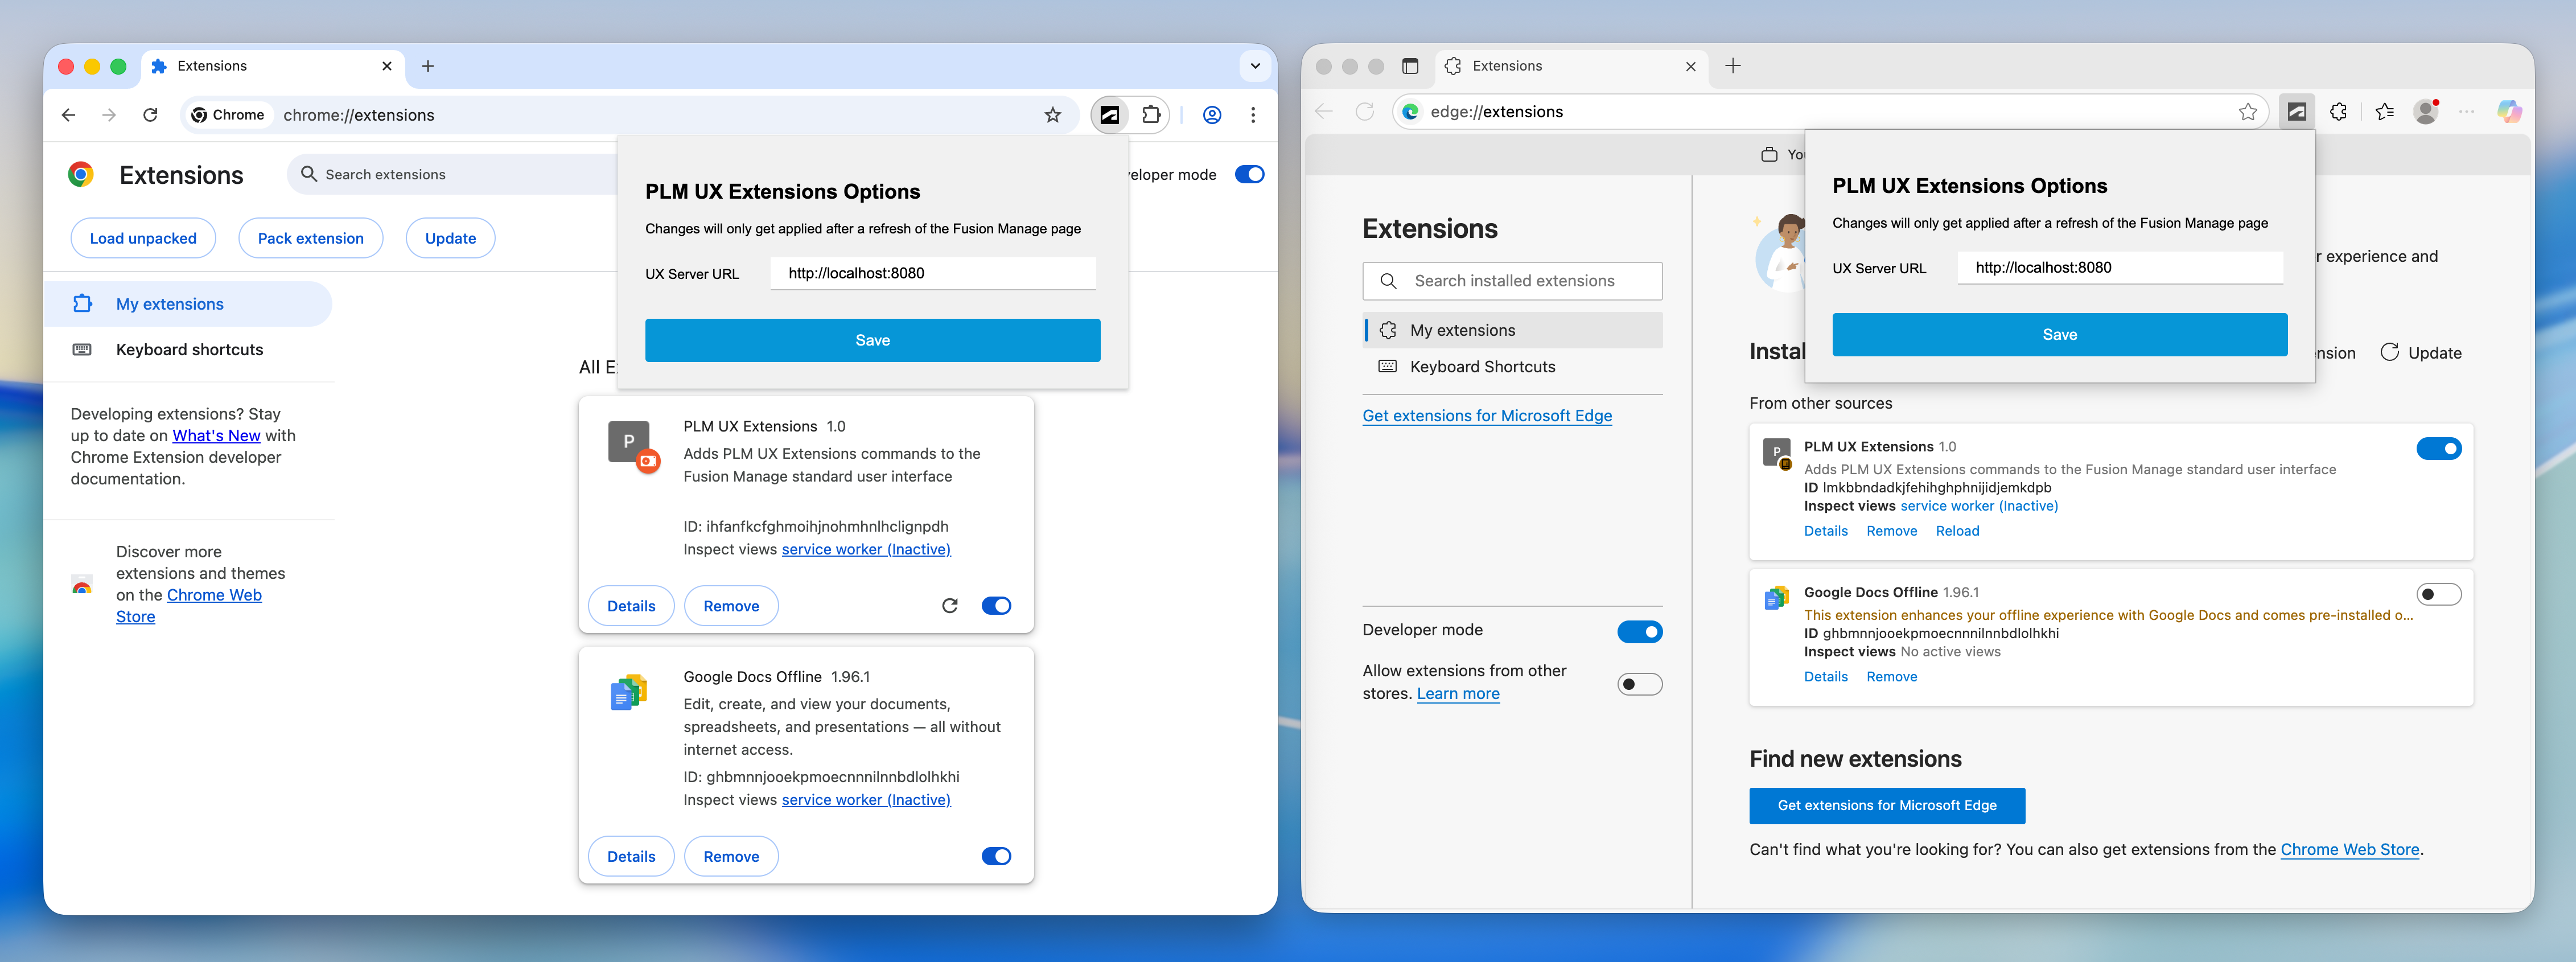 Extensions
Chrome
chrome://extensions
Extensions
Search extensions
veloper mode
Load unpacked
Pack extension
Update
My extensions
Keyboard shortcuts
Developing extensions? Stay
up to date on What's New with
Chrome Extension developer
documentation.
Discover more
extensions and themes
on the Chrome Web
Store
PLM UX Extensions Options
Changes will only get applied after a refresh of the Fusion Manage page
UX Server URL
http://localhost:8080
Save
All E
P
PLM UX Extensions 1.0
Adds PLM UX Extensions commands to the
Fusion Manage standard user interface
ID: ihfanfkcfghmoihjnohmhnlhclignpdh
Inspect views service worker (Inactive)
Details
Remove
Google Docs Offline 1.96.1
Edit, create, and view your documents,
spreadsheets, and presentations — all without
internet access.
ID: ghbmnnjooekpmoecnnnilnnbdlolhkhi
Inspect views service worker (Inactive)
Details
Remove
Extensions
edge://extensions
You
Extensions
Search installed extensions
My extensions
Keyboard Shortcuts
Get extensions for Microsoft Edge
Developer mode
Allow extensions from other
stores. Learn more
PLM UX Extensions Options
Changes will only get applied after a refresh of the Fusion Manage page
UX Server URL
http://localhost:8080
Save
r experience and
Instal
nsion
Update
From other sources
P
PLM UX Extensions 1.0
Adds PLM UX Extensions commands to the Fusion Manage standard user interface
ID lmkbbndadkjfehihghphnijidjemkdpb
Inspect views service worker (Inactive)
Details
Remove
Reload
Google Docs Offline 1.96.1
This extension enhances your offline experience with Google Docs and comes pre-installed o...
ID ghbmnnjooekpmoecnnnilnnbdlolhkhi
Inspect views No active views
Details
Remove
Find new extensions
Get extensions for Microsoft Edge
Can't find what you're looking for? You can also get extensions from the Chrome Web Store.